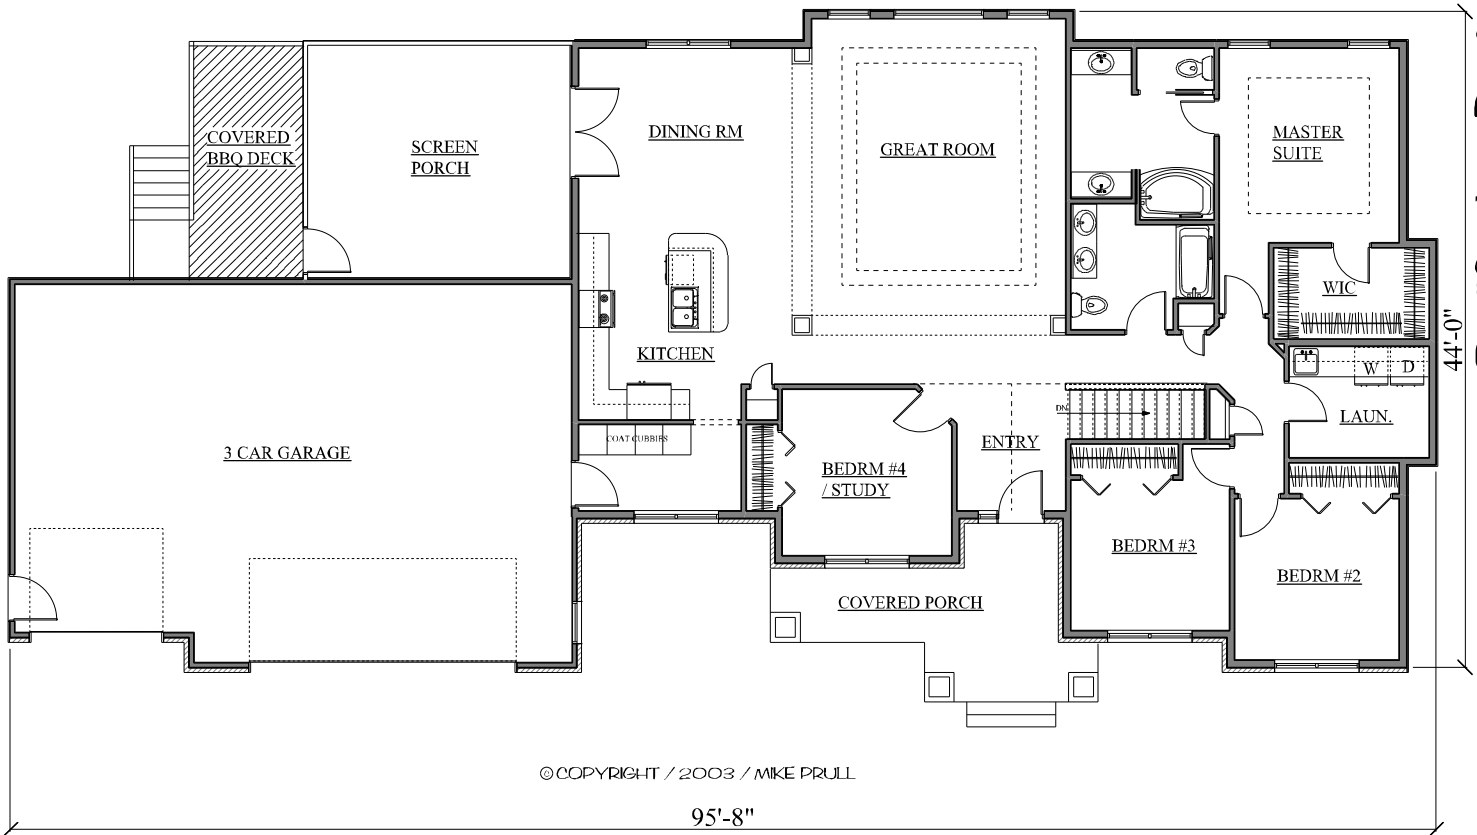 COVERED
BBQ DECK
SCREEN
PORCH
DINING RM
GREAT ROOM
MASTER
SUITE
WIC
KITCHEN
W
D
44'-0"
LAUN.
DN
COAT CUBBIES
ENTRY
3 CAR GARAGE
BEDRM #4
/ STUDY
BEDRM #3
BEDRM #2
COVERED PORCH
© COPYRIGHT / 2003 / MIKE PRULL
95'-8"